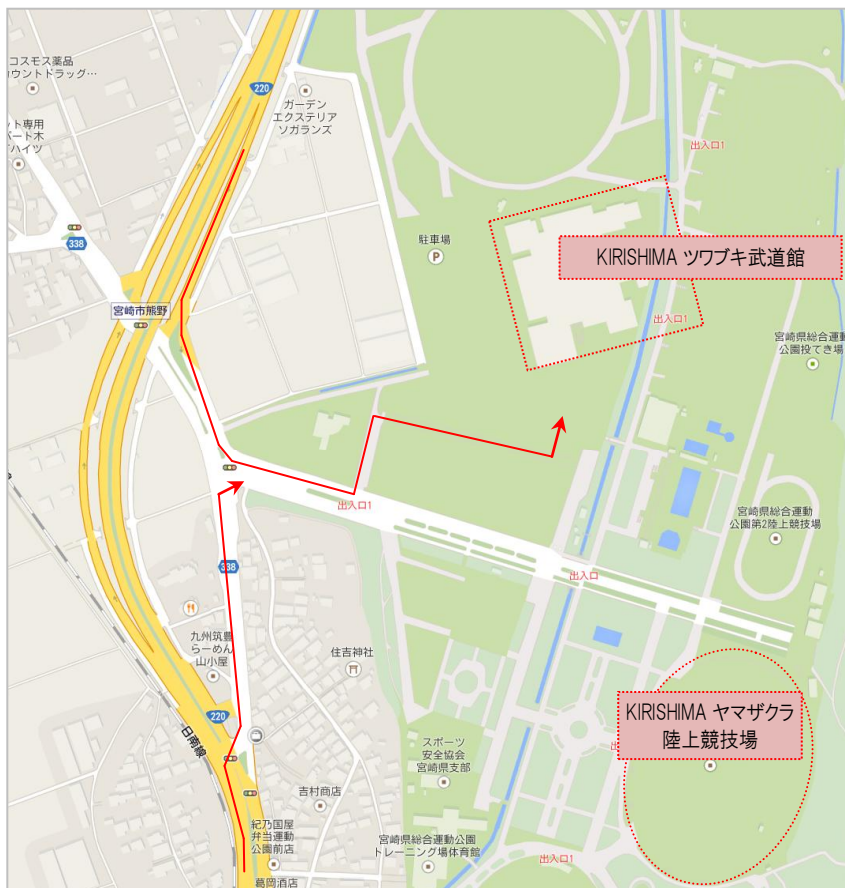 コスモス薬品
ウントドラッグ…
220
ガーデン
エクステリア
ソガランズ
ット専用
パート木
ハイツ
338
出入口1
駐車場
P
KIRISHIMA ツワブキ武道館
宮崎市熊野
出入口1
宮崎県総合運動
公園投てき場
出入口1
宮崎県総合運動
公園第2陸上競技場
338
出入口
九州筑豊
らーめん
山小屋
住吉神社
220
日南線
KIRISHIMA ヤマザクラ
陸上競技場
スポーツ
安全協会
宮崎県支部
吉村商店
紀乃国屋
弁当運動
公園前店
宮崎県総合運動公園
トレーニング場体育館
出入口1
葛岡酒店